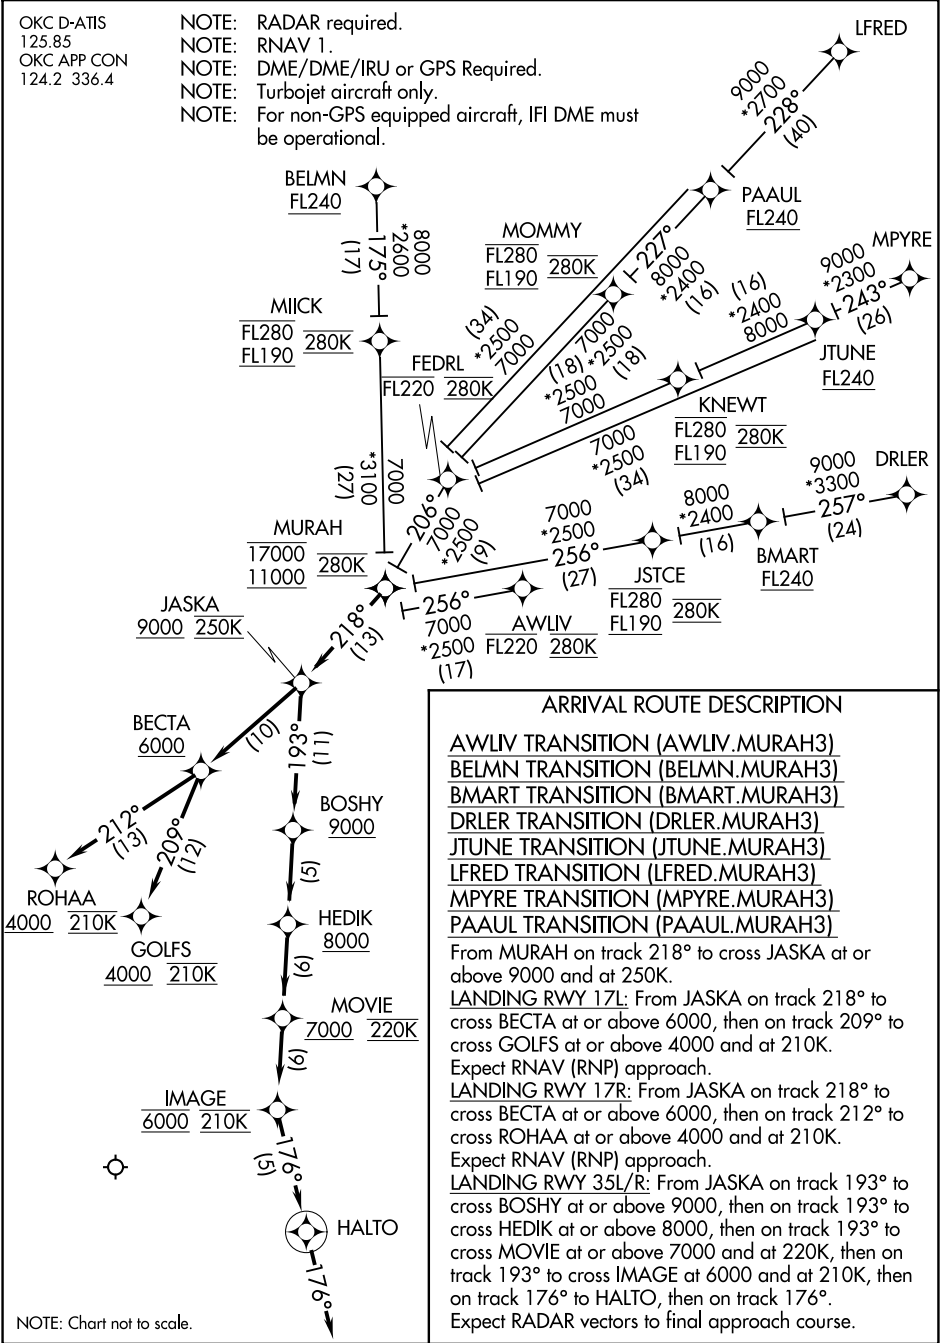 OKC D-ATIS
125.85
OKC APP CON
124.2 336.4
NOTE: RADAR required.
NOTE: RNAV 1.
NOTE: DME/DME/IRU or GPS Required.
NOTE: Turbojet aircraft only.
NOTE: For non-GPS equipped aircraft, IFI DME must
be operational.
LFRED
9000
*2700
228°
(40)
BELMN
FL240
PAAUL
FL240
8000
*2600
175°
(17)
MOMMY
FL280
FL190
280K
227°
8000
*2400
(16)
MPYRE
9000
*2300
243°
(26)
MIICK
FL280
FL190
280K
(34)
*2500
7000
7000
*2500
(18)
(16)
*2400
8000
JTUNE
FL240
FEDRL
FL220 280K
(18)
*2500
7000
KNEWT
FL280
FL190
280K
7000
*2500
(34)
7000
*3100
(27)
206°
7000
*2500
(9)
DRLER
9000
*3300
257°
(24)
8000
*2400
(16)
BMART
FL240
7000
*2500
256°
(27)
JSTCE
FL280
FL190
280K
MURAH
17000
11000
280K
256°
7000
*2500
(17)
AWLIV
FL220 280K
JASKA
9000 250K
218°
(13)
BECTA
6000
(10)
193°
(11)
212°
(13)
209°
(12)
BOSHY
9000
(5)
ROHAA
4000 210K
GOLFS
4000 210K
HEDIK
8000
(6)
MOVIE
7000 220K
(6)
IMAGE
6000 210K
176°
(5)
HALTO
176°
NOTE: Chart not to scale.
ARRIVAL ROUTE DESCRIPTION
AWLIV TRANSITION (AWLIV.MURAH3)
BELMN TRANSITION (BELMN.MURAH3)
BMART TRANSITION (BMART.MURAH3)
DRLER TRANSITION (DRLER.MURAH3)
JTUNE TRANSITION (JTUNE.MURAH3)
LFRED TRANSITION (LFRED.MURAH3)
MPYRE TRANSITION (MPYRE.MURAH3)
PAAUL TRANSITION (PAAUL.MURAH3)
From MURAH on track 218° to cross JASKA at or
above 9000 and at 250K.
LANDING RWY 17L: From JASKA on track 218° to
cross BECTA at or above 6000, then on track 209° to
cross GOLFS at or above 4000 and at 210K.
Expect RNAV (RNP) approach.
LANDING RWY 17R: From JASKA on track 218° to
cross BECTA at or above 6000, then on track 212° to
cross ROHAA at or above 4000 and at 210K.
Expect RNAV (RNP) approach.
LANDING RWY 35L/R: From JASKA on track 193° to
cross BOSHY at or above 9000, then on track 193° to
cross HEDIK at or above 8000, then on track 193° to
cross MOVIE at or above 7000 and at 220K, then on
track 193° to cross IMAGE at 6000 and at 210K, then
on track 176° to HALTO, then on track 176°.
Expect RADAR vectors to final approach course.